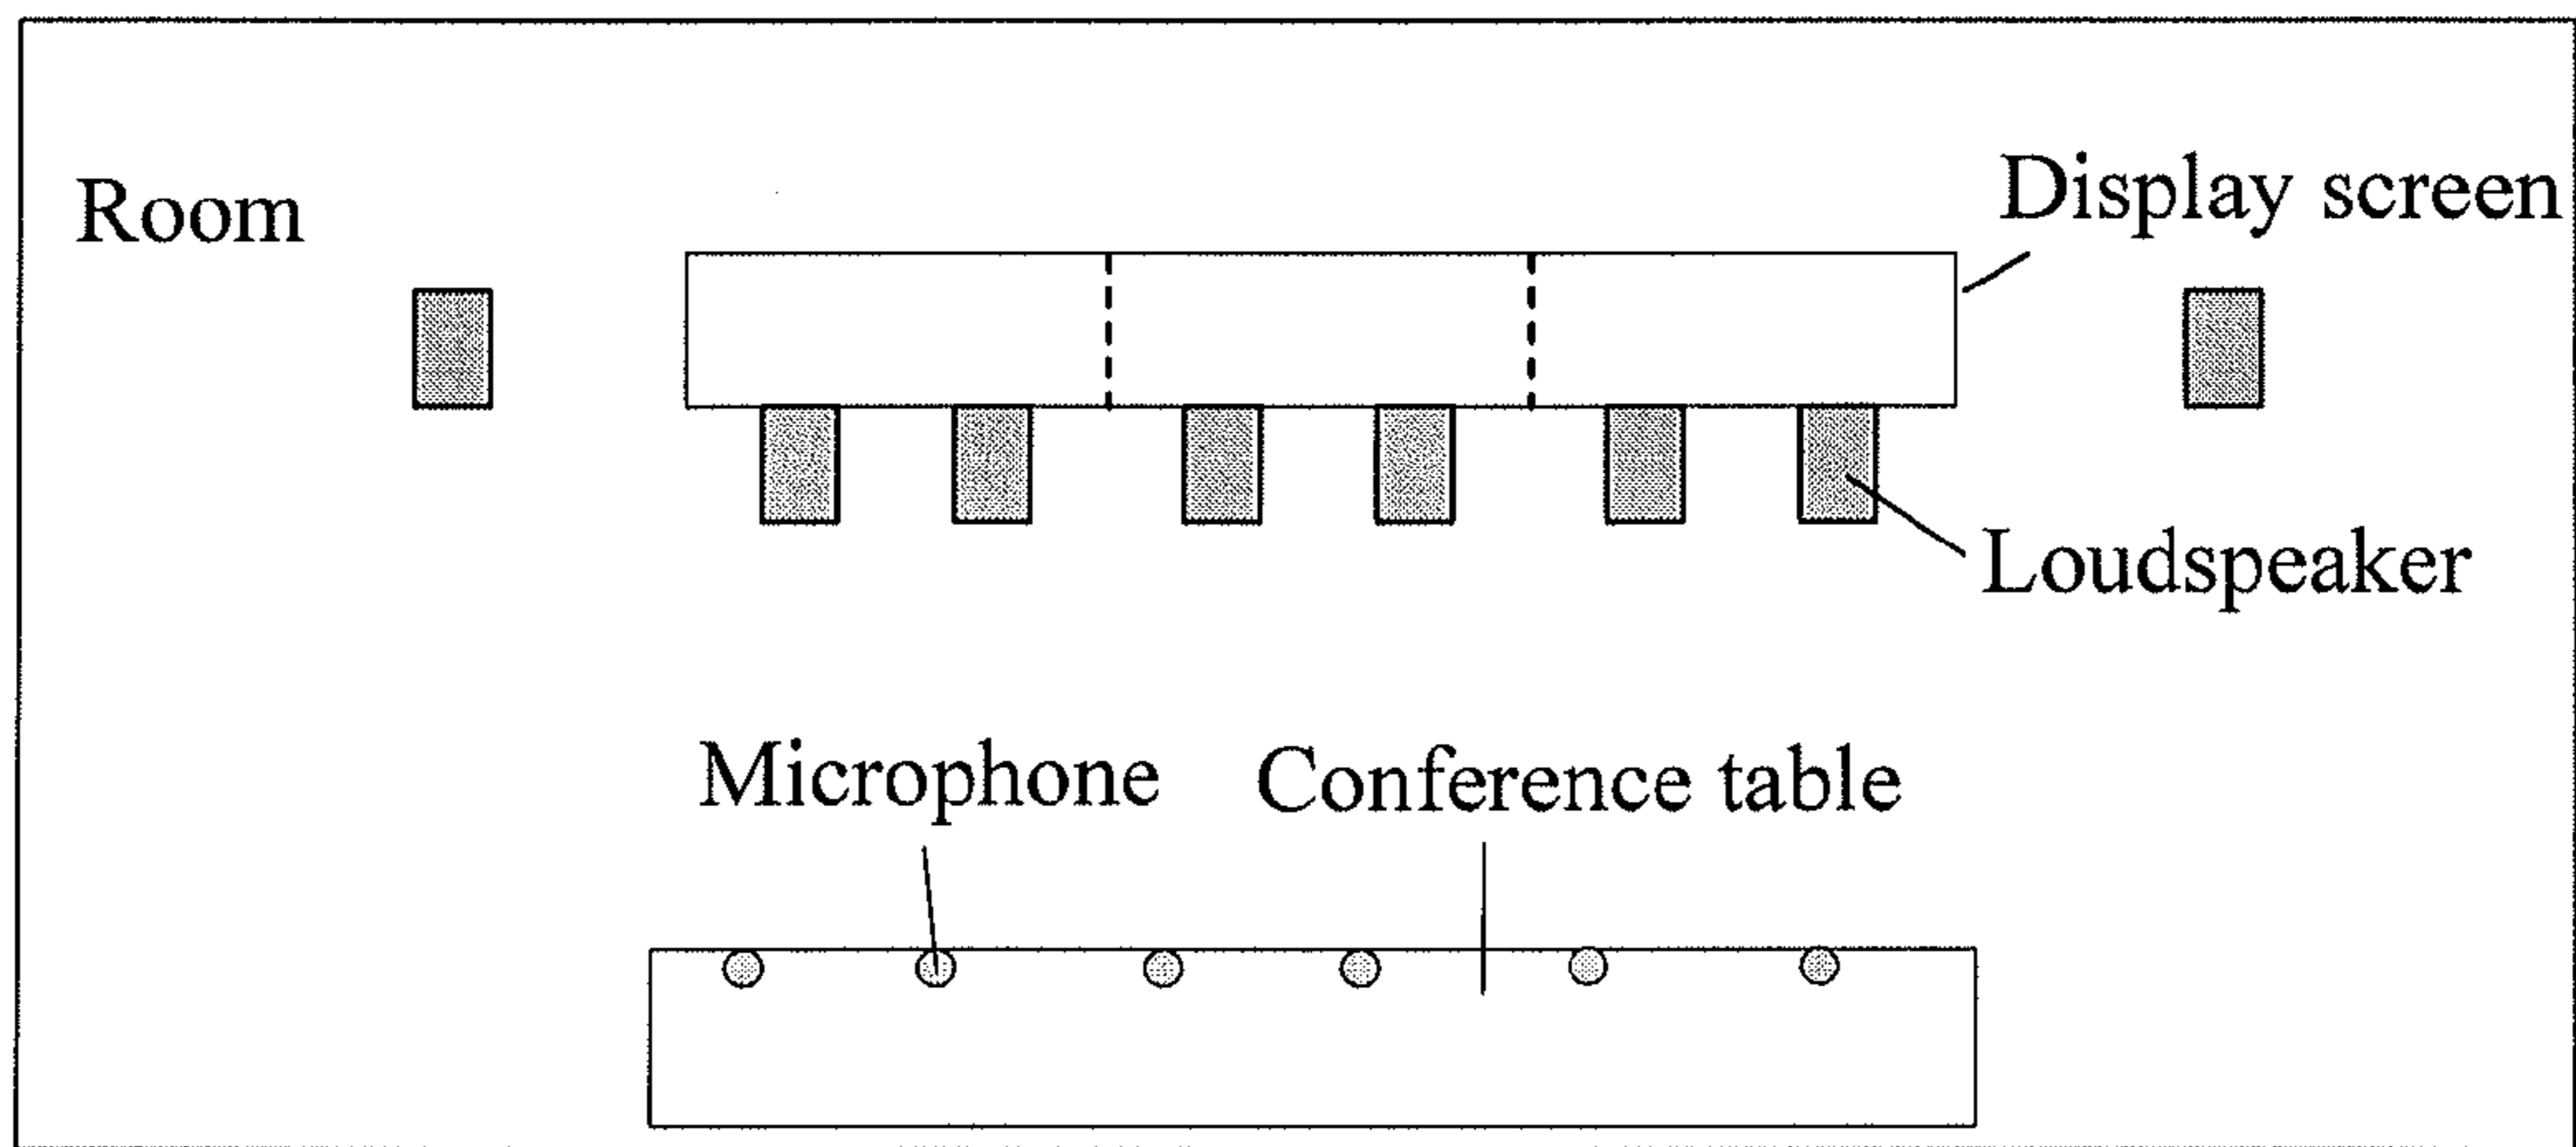 Room
Display screen
Loudspeaker
Microphone
Conference table